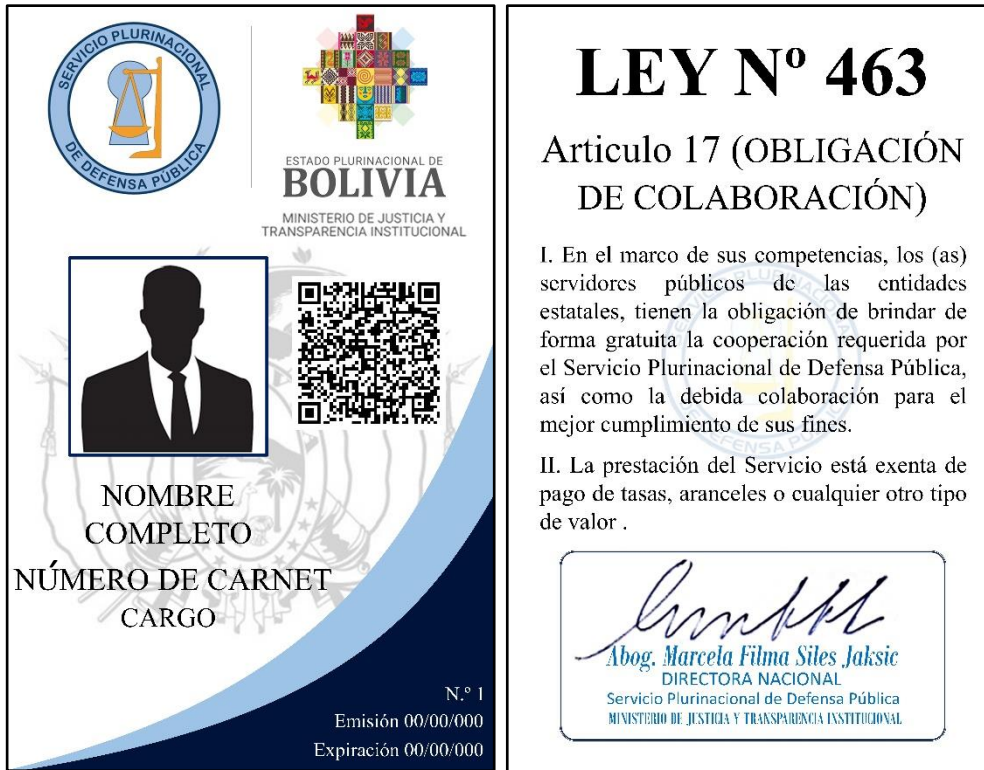 SERVICIO PLURINACIONAL
DE DEFENSA PÚBLICA
ESTADO PLURINACIONAL DE
BOLIVIA
MINISTERIO DE JUSTICIA Y
TRANSPARENCIA INSTITUCIONAL
NOMBRE
COMPLETO
NÚMERO DE CARNET
CARGO
N.º 1
Emisión 00/00/000
Expiración 00/00/000
LEY Nº 463
Articulo 17 (OBLIGACIÓN
DE COLABORACIÓN)
I. En el marco de sus competencias, los (as)
servidores públicos de las entidades
estatales, tienen la obligación de brindar de
forma gratuita la cooperación requerida por
el Servicio Plurinacional de Defensa Pública,
así como la debida colaboración para el
mejor cumplimiento de sus fines.
II. La prestación del Servicio está exenta de
pago de tasas, aranceles o cualquier otro tipo
de valor .
Abog. Marcela Filma Siles Jaksic
DIRECTORA NACIONAL
Servicio Plurinacional de Defensa Pública
MINISTERIO DE JUSTICIA Y TRANSPARENCIA INSTITUCIONAL